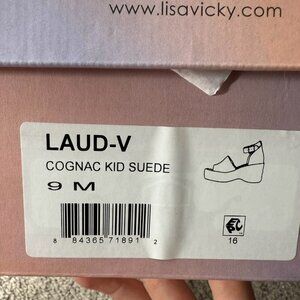 www.lisavicky.com
LAUD-V
COGNAC KID SUEDE
9 M
8 84365 71891 2
16